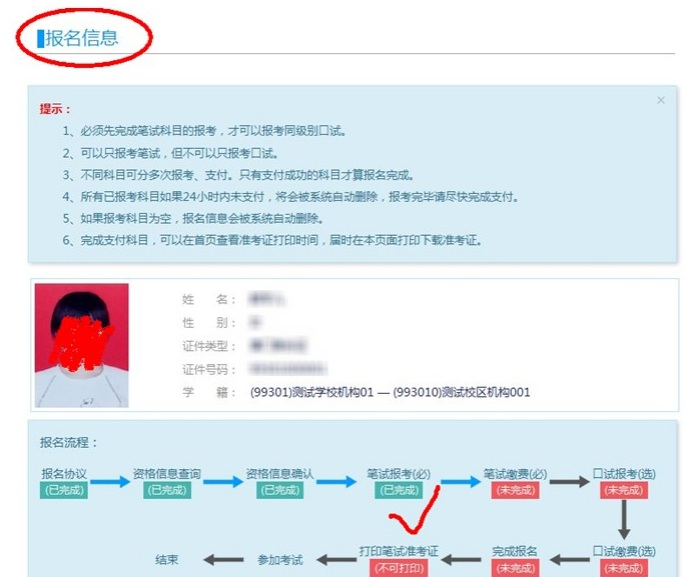 报名信息
×
提示：
1、必须先完成笔试科目的报考，才可以报考同级别口试。
2、可以只报考笔试，但不可以只报考口试。
3、不同科目可分多次报考、支付。只有支付成功的科目才算报名完成。
4、所有已报考科目如果24小时内未支付，将会被系统自动删除，报考完毕请尽快完成支付。
5、如果报考科目为空，报名信息会被系统自动删除。
6、完成支付科目，可以在首页查看准考证打印时间，届时在本页面打印下载准考证。
姓 名：
性 别：
证件类型：
证件号码：
学 籍： (99301)测试学校机构01 — (993010)测试校区机构001
报名流程：
报名协议 资格信息查询 资格信息确认 笔试报考(必) 笔试缴费(必) 口试报考(选)
(已完成) (已完成) (已完成) (已完成) (未完成) (未完成)
结束 参加考试 打印笔试准考证 完成报名 口试缴费(选)
(不可打印) (未完成) (未完成)